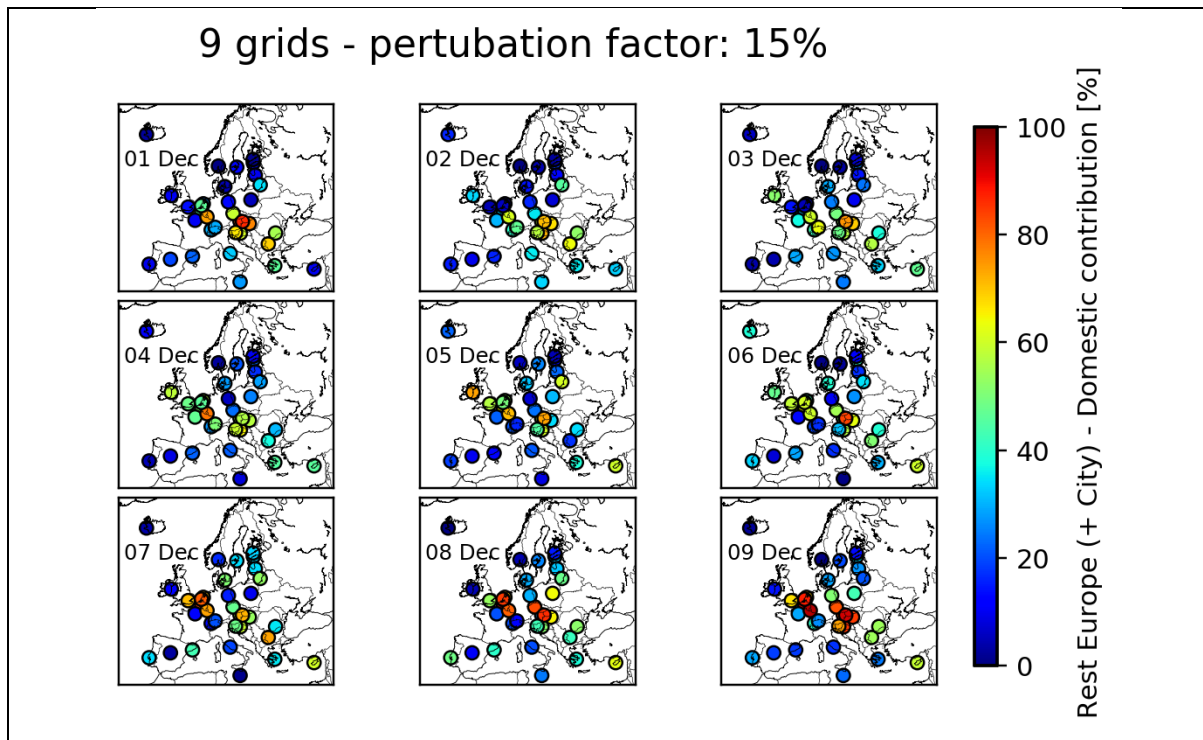 9 grids - pertubation factor: 15%
01 Dec
02 Dec
03 Dec
04 Dec
05 Dec
06 Dec
07 Dec
08 Dec
09 Dec
100
80
60
40
20
0
Rest Europe (+ City) - Domestic contribution [%]